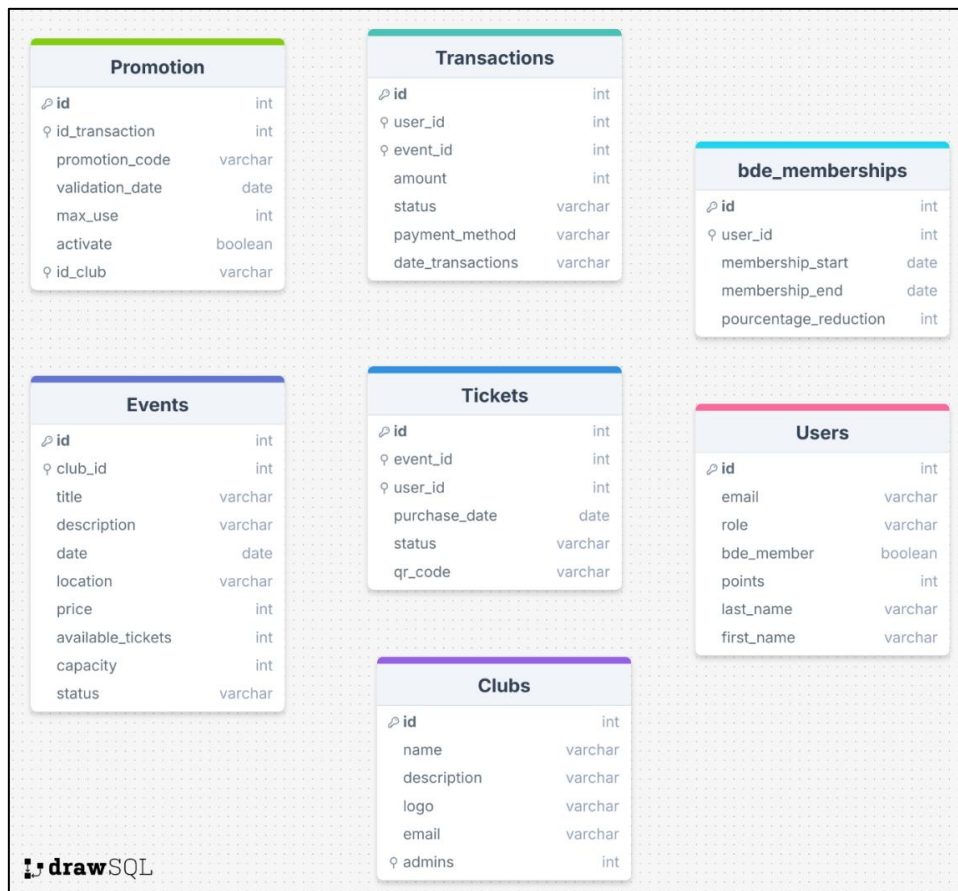 Promotion
id int
id_transaction int
promotion_code varchar
validation_date date
max_use int
activate boolean
id_club varchar
Transactions
id int
user_id int
event_id int
amount int
status varchar
payment_method varchar
date_transactions varchar
bde_memberships
id int
user_id int
membership_start date
membership_end date
pourcentage_reduction int
Events
id int
club_id int
title varchar
description varchar
date date
location varchar
price int
available_tickets int
capacity int
status varchar
Tickets
id int
event_id int
user_id int
purchase_date date
status varchar
qr_code varchar
Users
id int
email varchar
role varchar
bde_member boolean
points int
last_name varchar
first_name varchar
Clubs
id int
name varchar
description varchar
logo varchar
email varchar
admins int
drawSQL